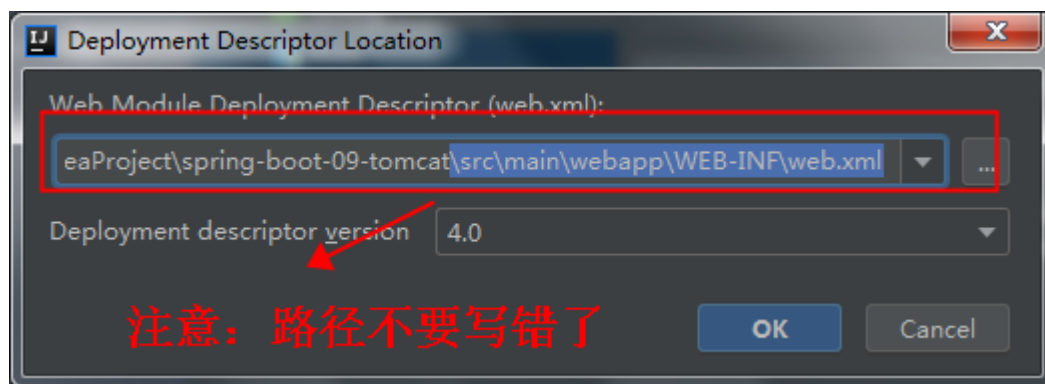 Deployment Descriptor Location
Web Module Deployment Descriptor (web.xml):
eaProject\spring-boot-09-tomcat\src\main\webapp\WEB-INF\web.xml
...
Deployment descriptor version 4.0
注意：路径不要写错了
OK Cancel